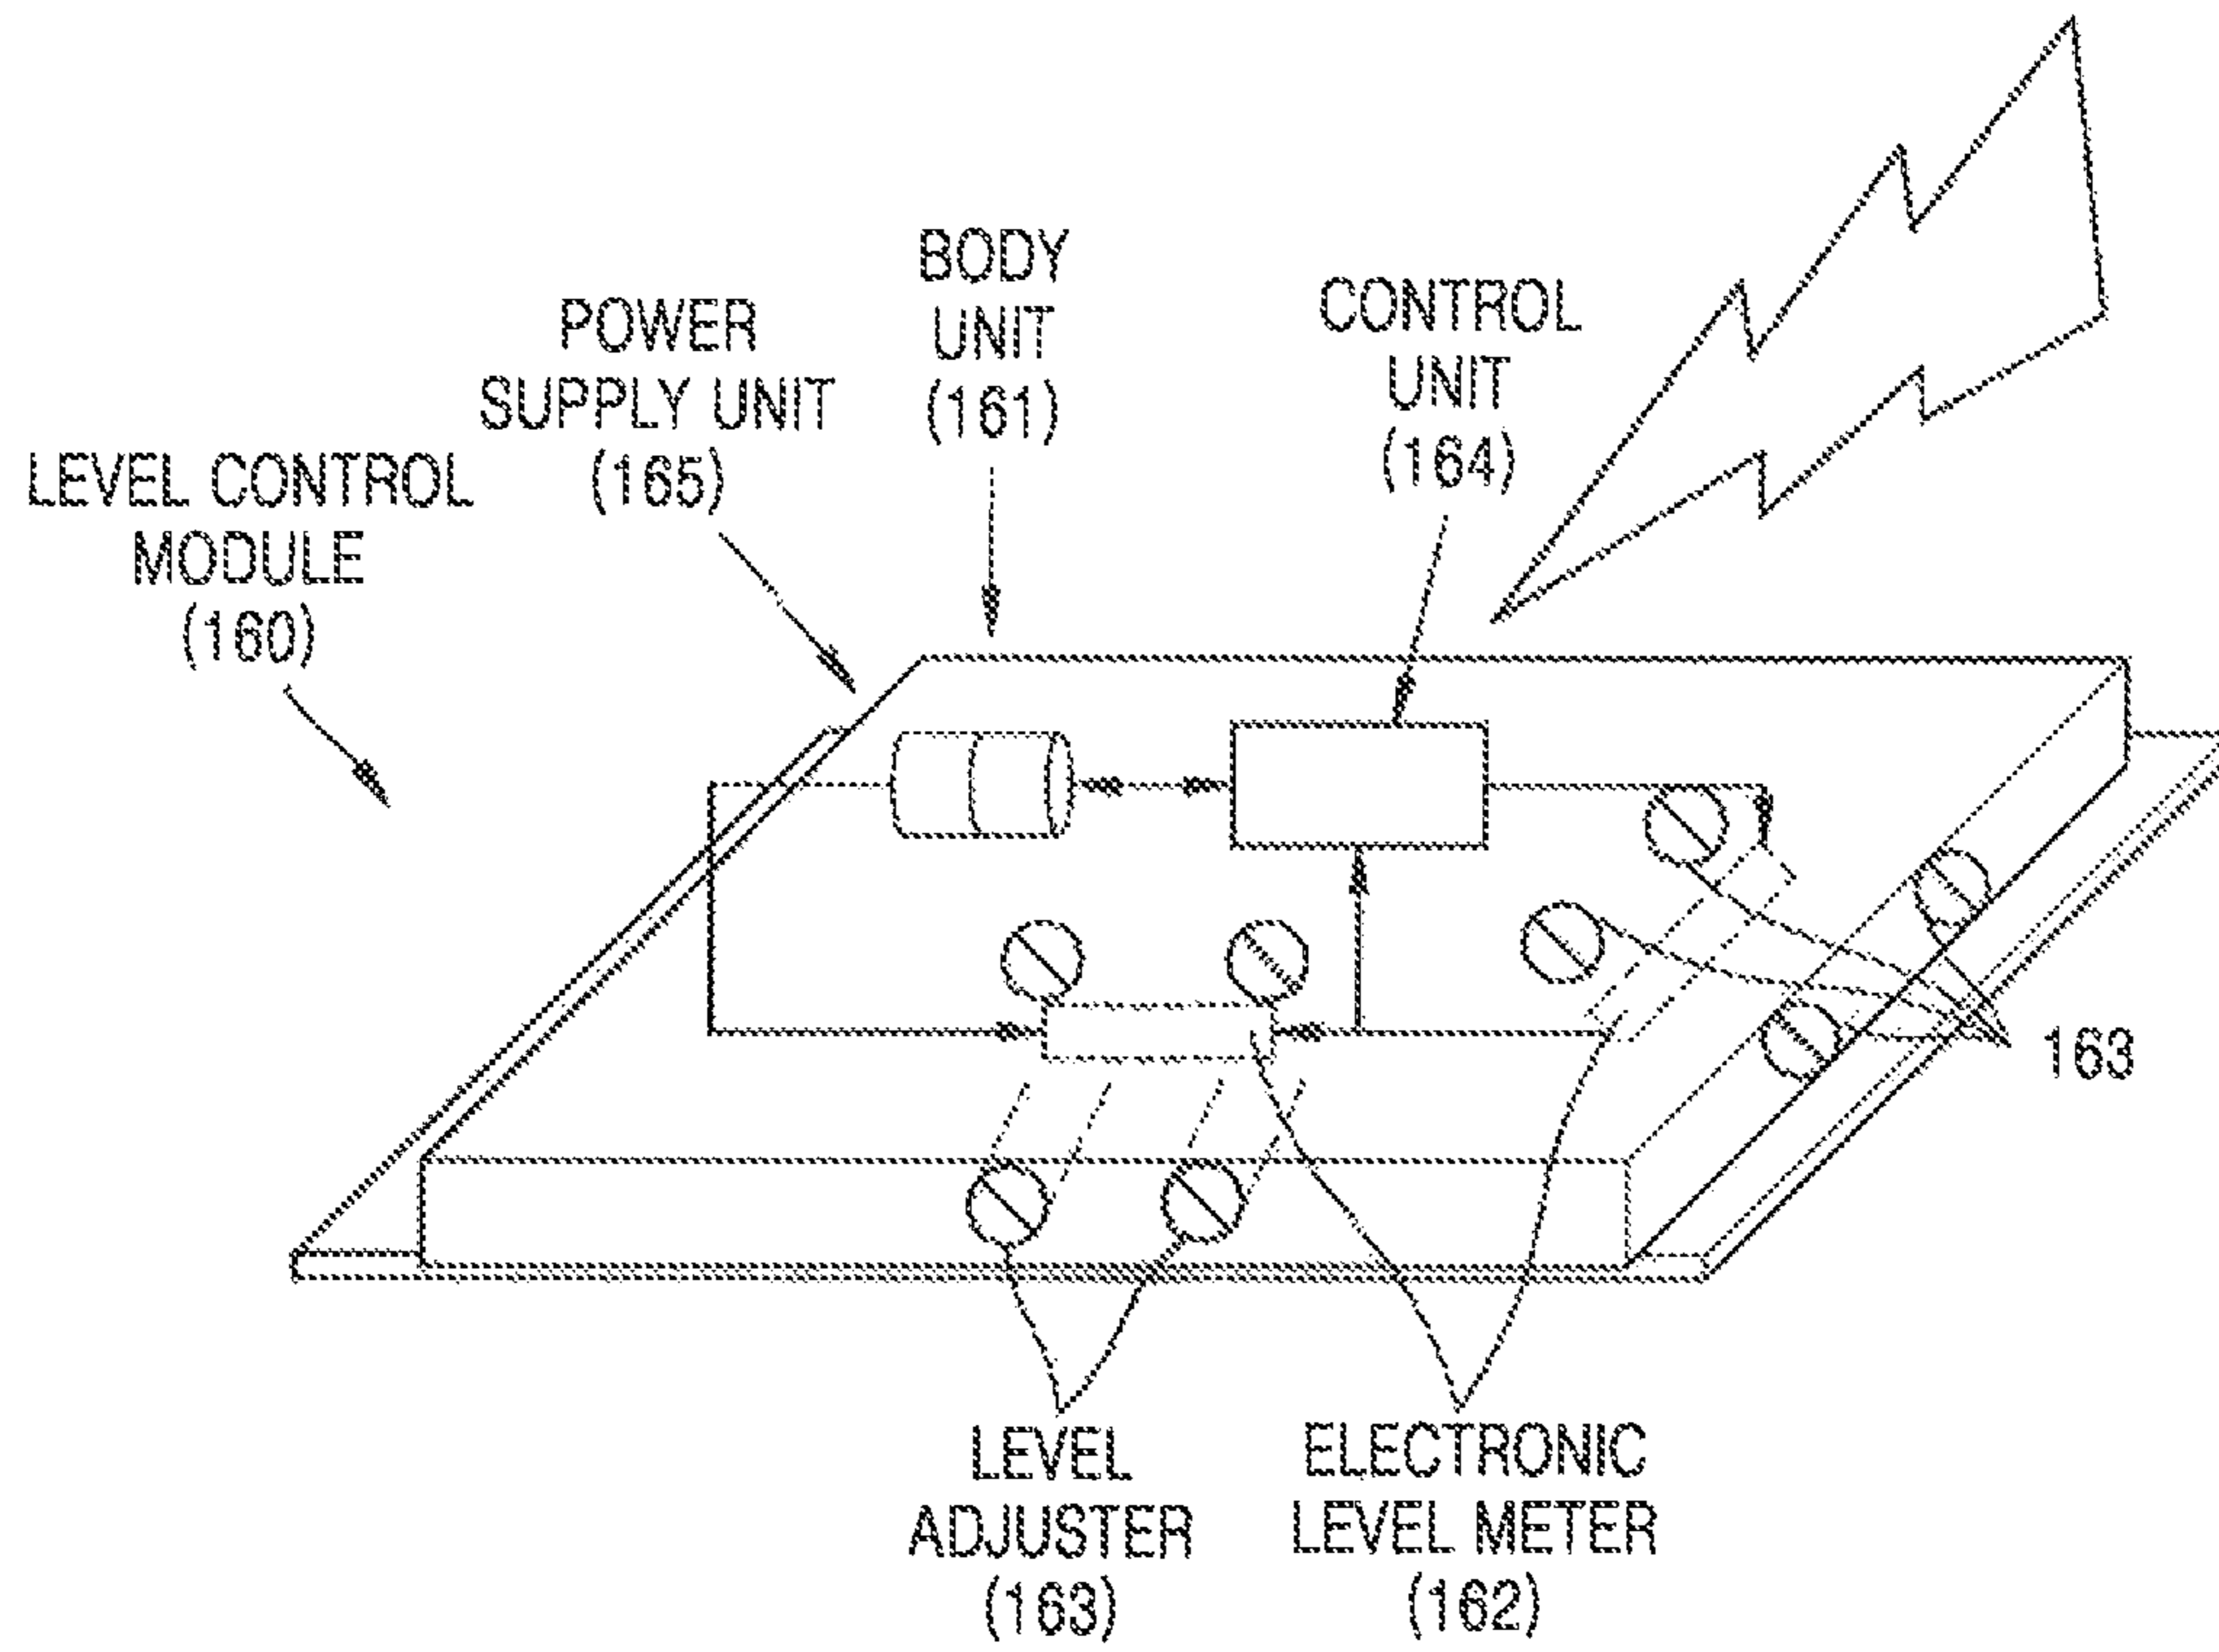 LEVEL CONTROL
MODULE
(160)
POWER
SUPPLY UNIT
(165)
BODY
UNIT
(161)
CONTROL
UNIT
(164)
163
LEVEL
ADJUSTER
(163)
ELECTRONIC
LEVEL METER
(162)